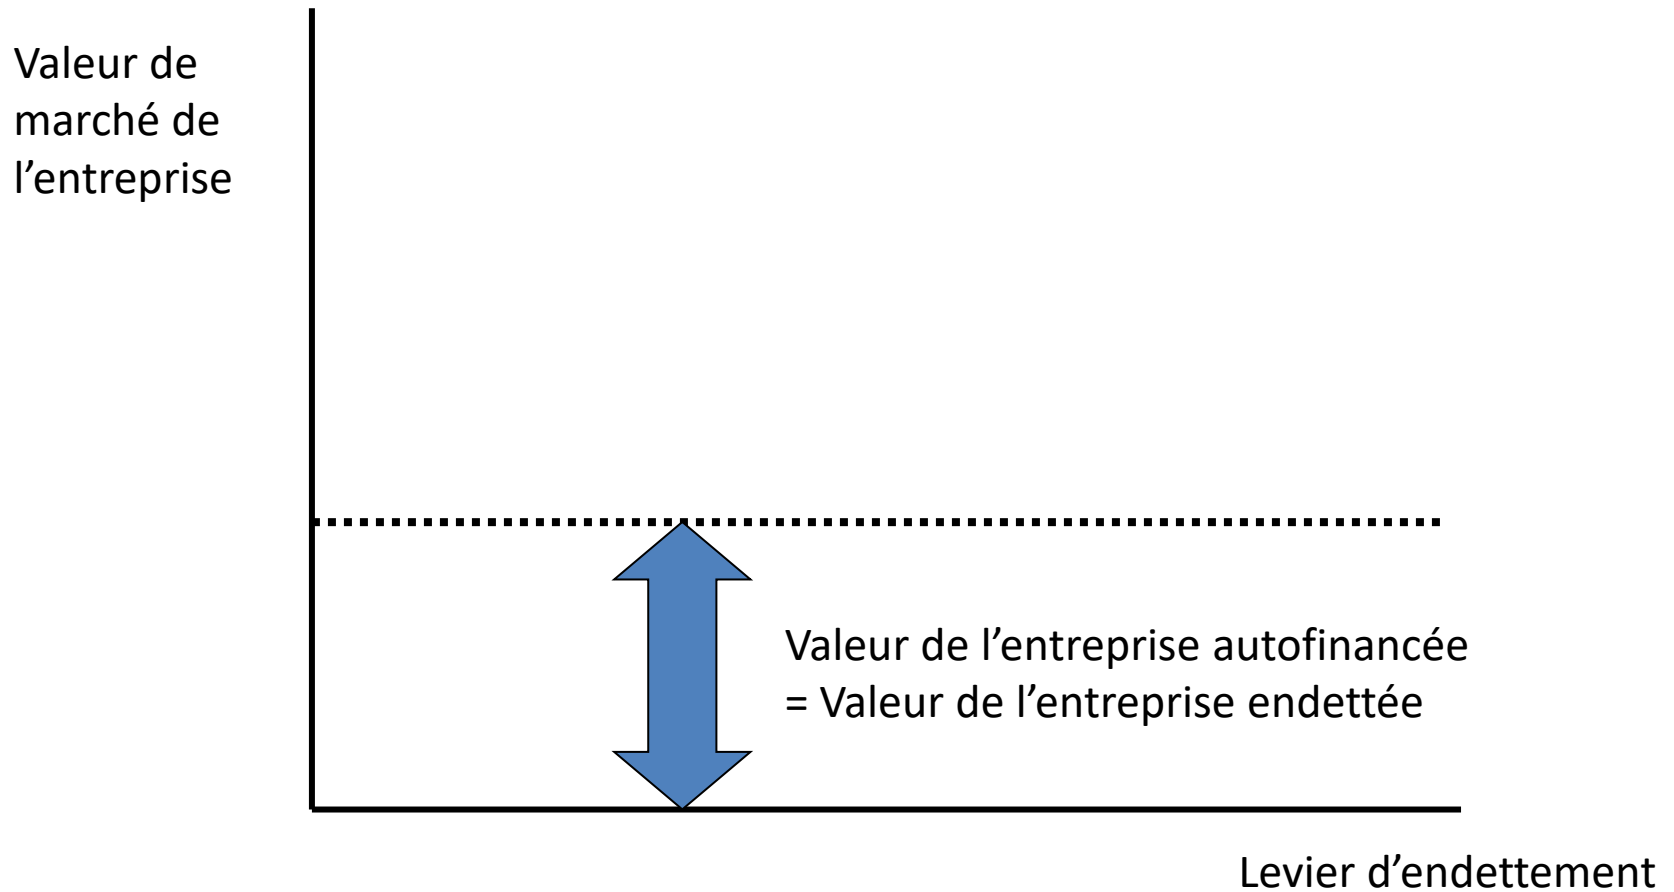 Valeur de
marché de
l’entreprise
Valeur de l’entreprise autofinancée
= Valeur de l’entreprise endettée
Levier d’endettement